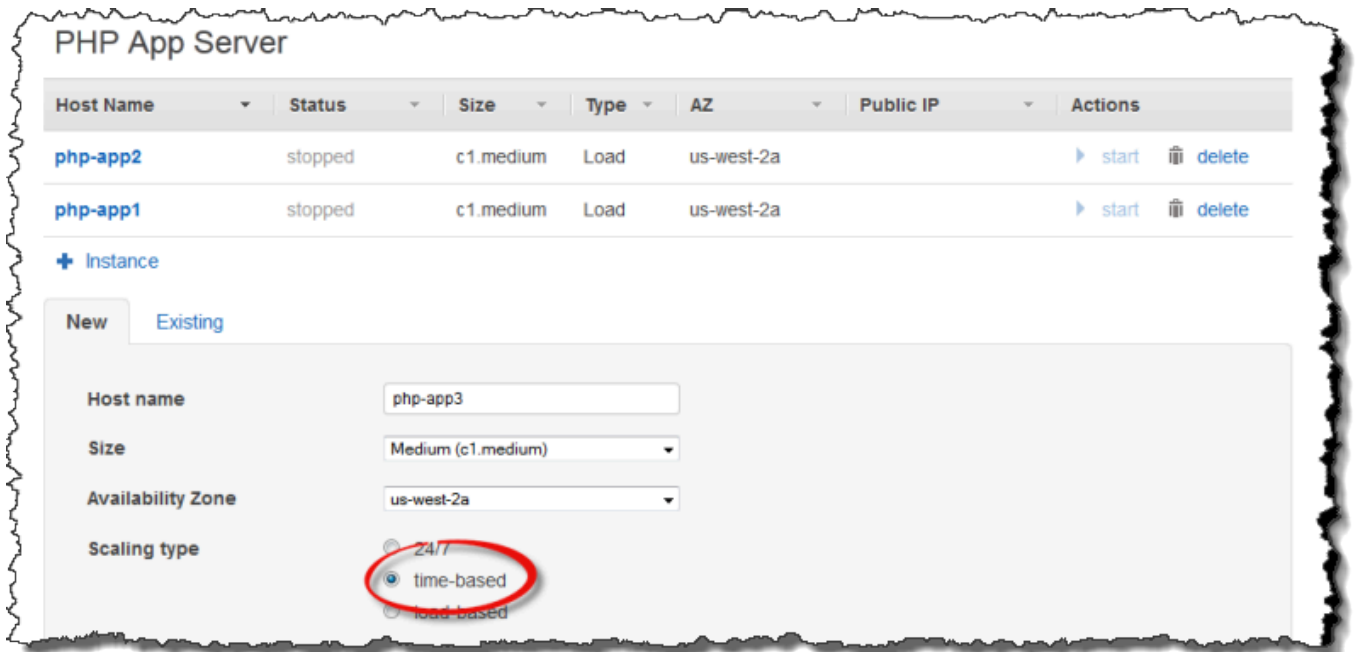 PHP App Server
Host Name Status Size Type AZ Public IP Actions
php-app2 stopped c1.medium Load us-west-2a start delete
php-app1 stopped c1.medium Load us-west-2a start delete
Instance
New Existing
Host name php-app3
Size Medium (c1.medium)
Availability Zone us-west-2a
Scaling type 24/7
time-based
load-based